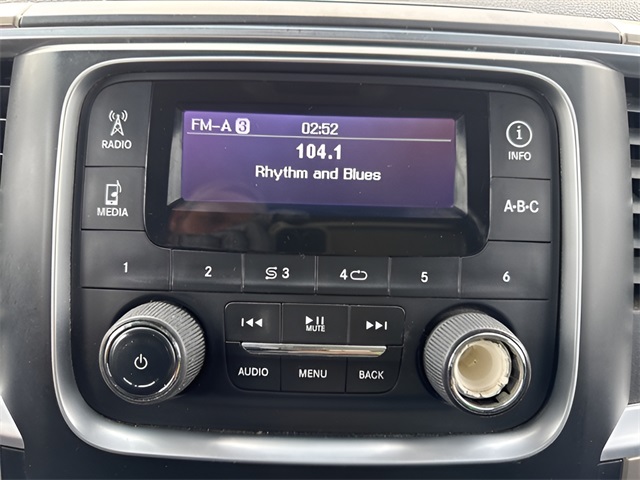 FM-A 3 02:52
104.1
Rhythm and Blues
RADIO
INFO
MEDIA
A·B·C
1 2 3 4 5 6
MUTE
AUDIO MENU BACK